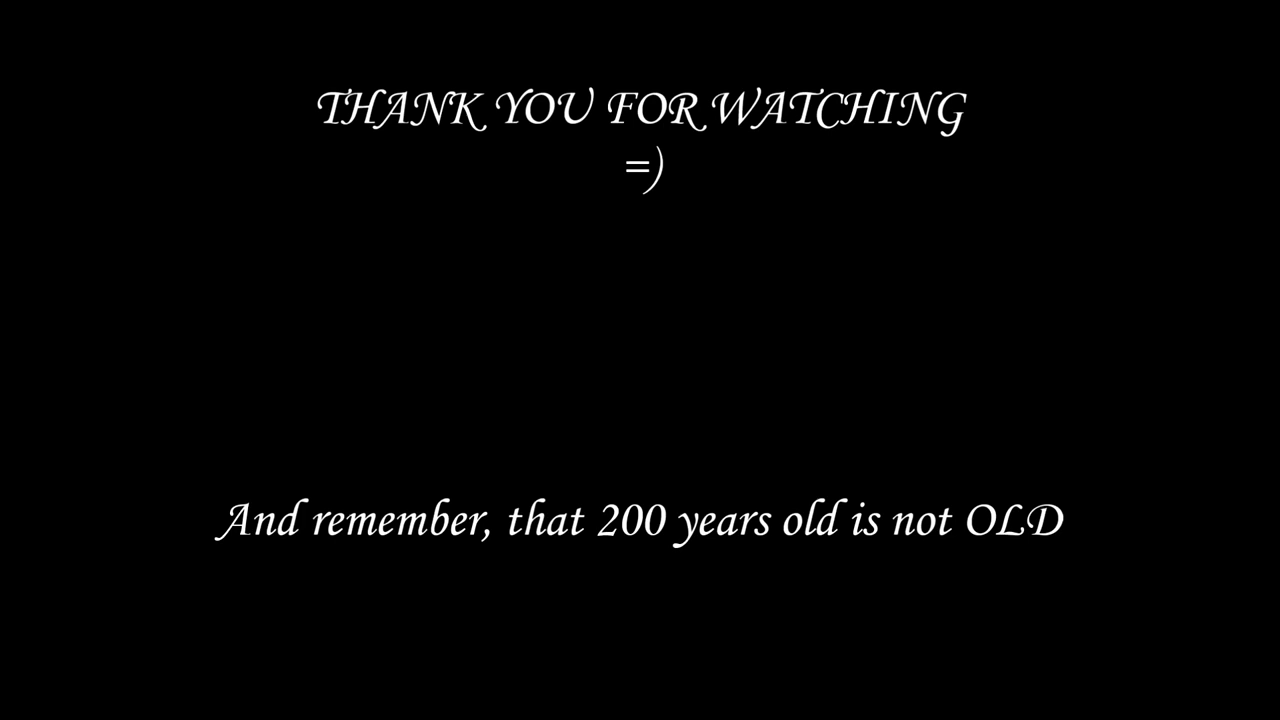 THANK YOU FOR WATCHING
=)
And remember, that 200 years old is not OLD